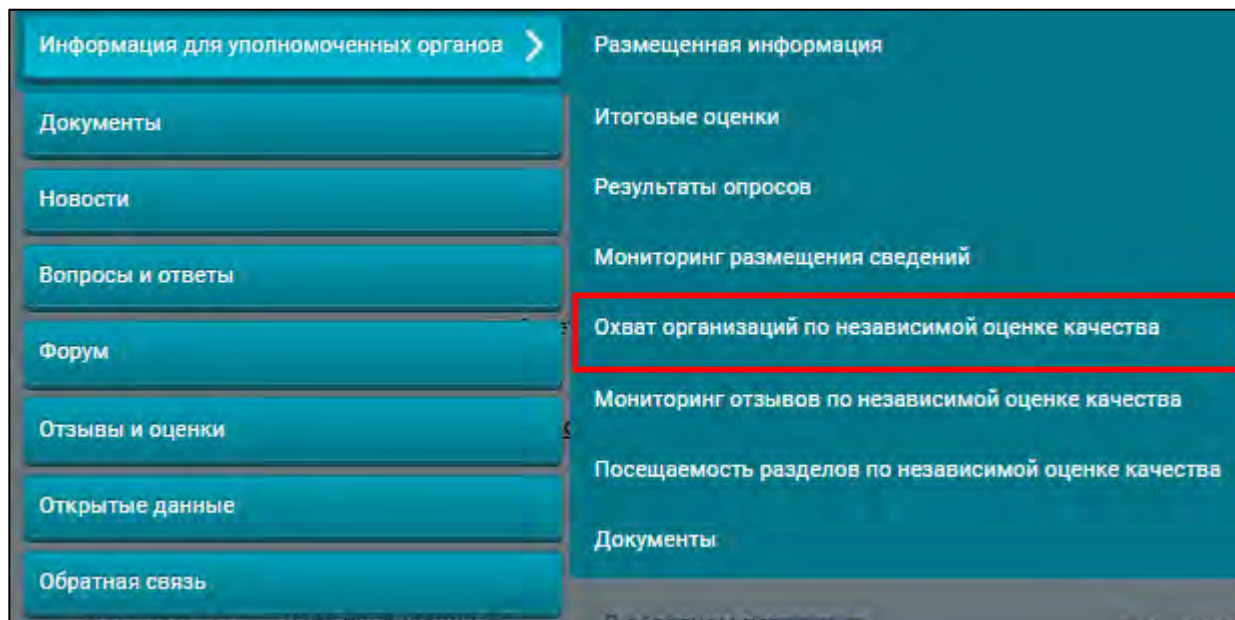 Информация для уполномоченных органов
Документы
Новости
Вопросы и ответы
Форум
Отзывы и оценки
Открытые данные
Обратная связь
Размещенная информация
Итоговые оценки
Результаты опросов
Мониторинг размещения сведений
Охват организаций по независимой оценке качества
Мониторинг отзывов по независимой оценке качества
Посещаемость разделов по независимой оценке качества
Документы